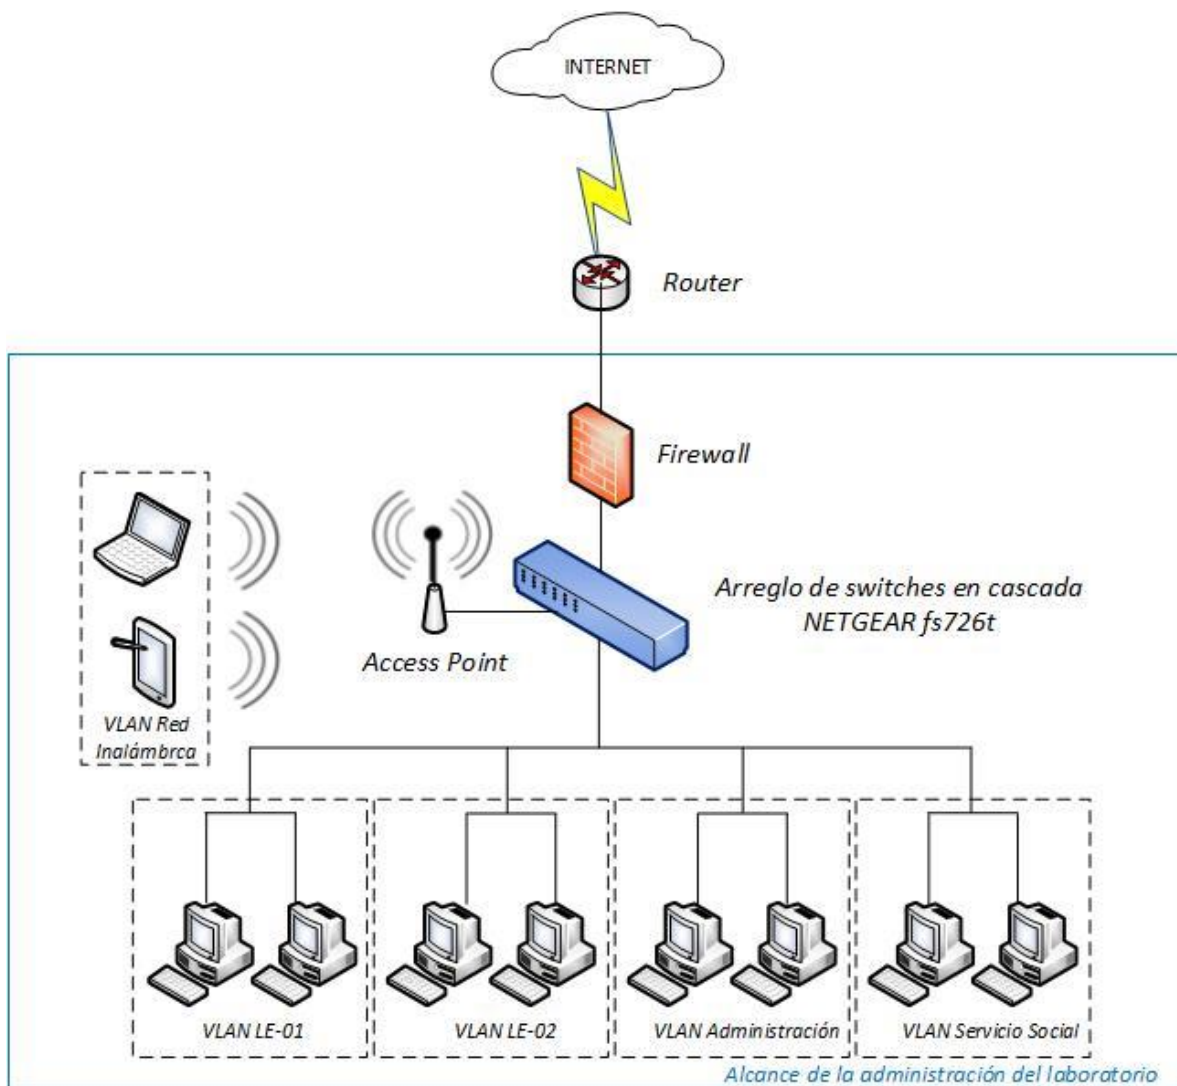 INTERNET
Router
Firewall
Arreglo de switches en cascada
NETGEAR fs726t
Access Point
VLAN Red
Inalámbrca
VLAN LE-01
VLAN LE-02
VLAN Administración
VLAN Servicio Social
Alcance de la administración del laboratorio